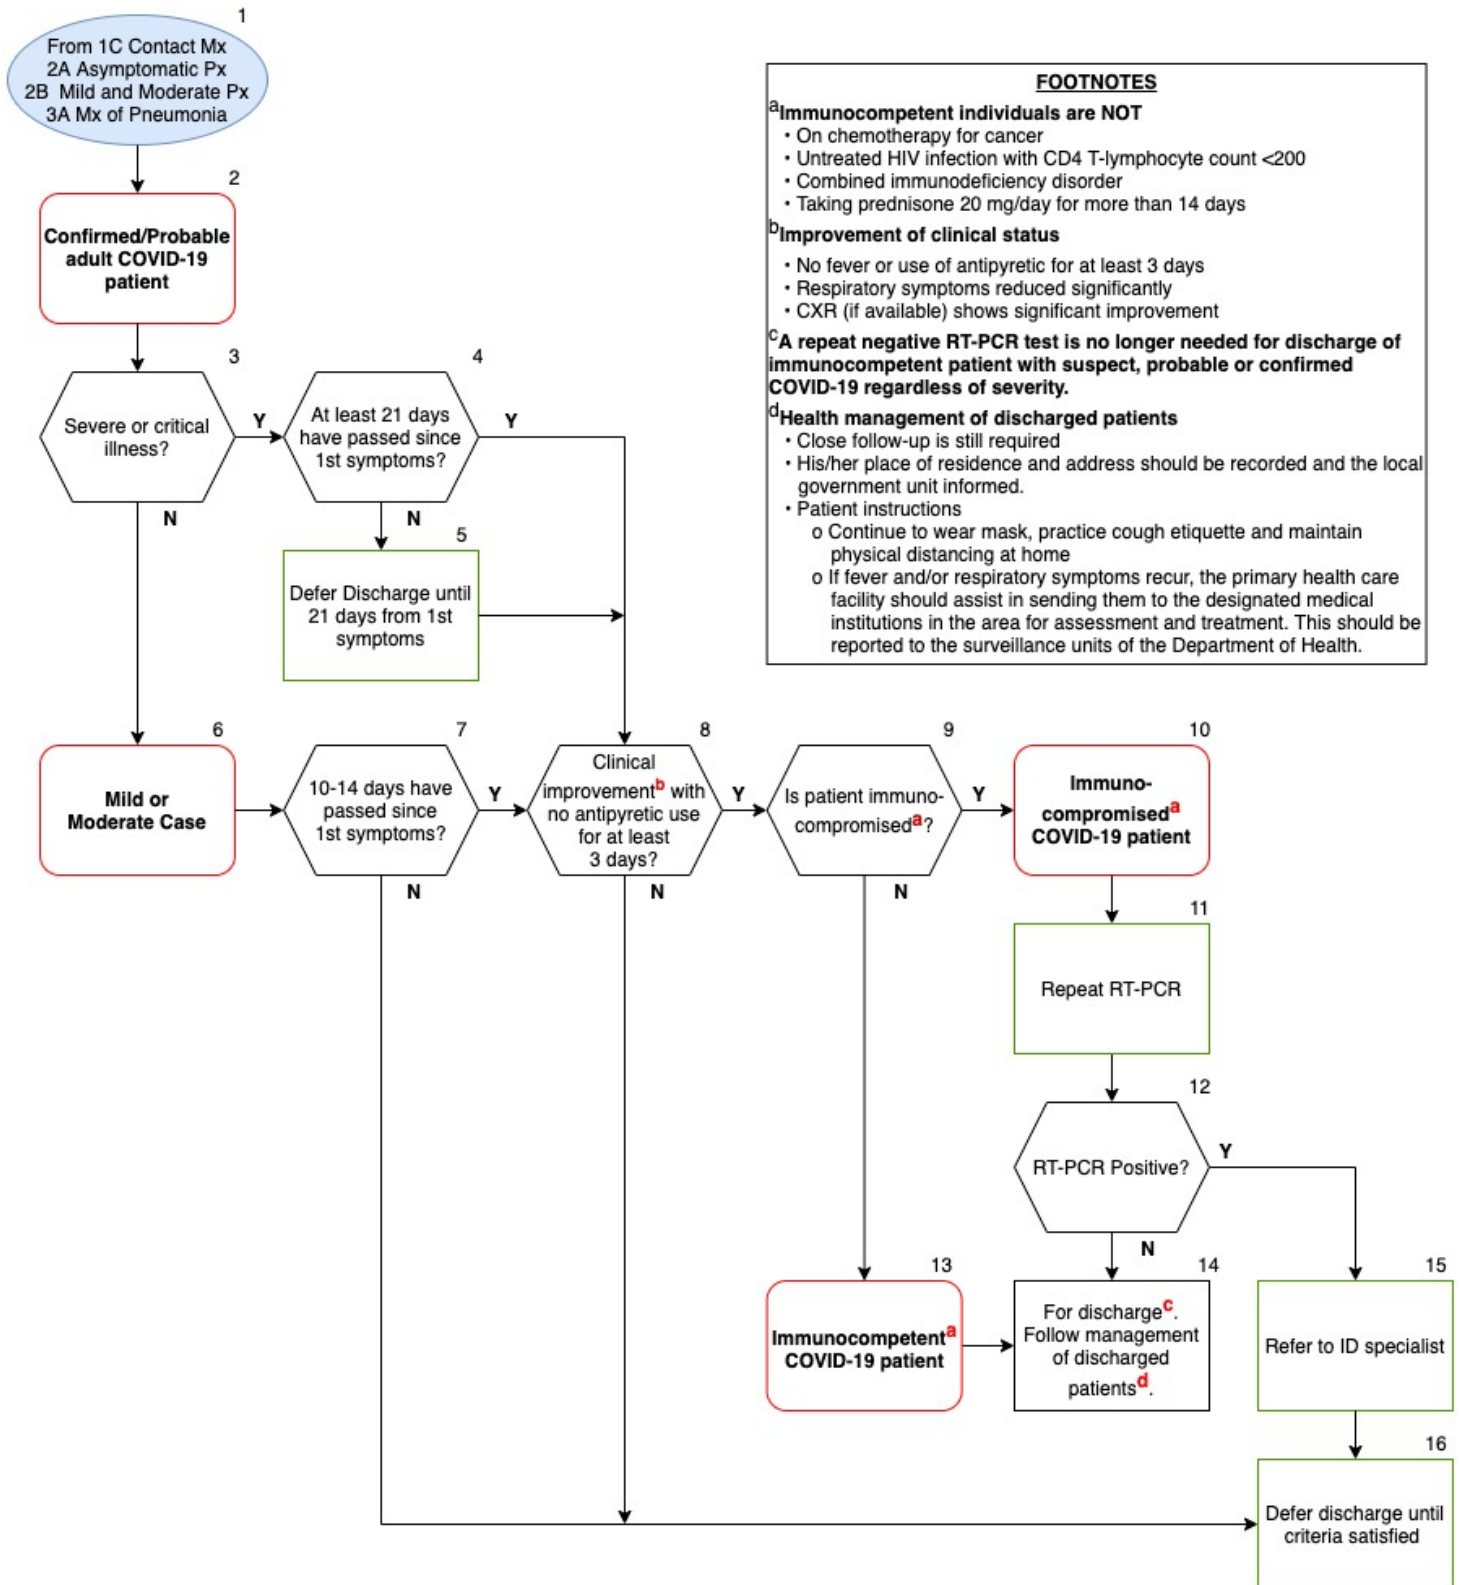 1
From 1C Contact Mx
2A Asymptomatic Px
2B Mild and Moderate Px
3A Mx of Pneumonia
2
Confirmed/Probable
adult COVID-19
patient
3
Severe or critical
illness?
Y
N
4
At least 21 days
have passed since
1st symptoms?
Y
N
5
Defer Discharge until
21 days from 1st
symptoms
FOOTNOTES
aImmunocompetent individuals are NOT
• On chemotherapy for cancer
• Untreated HIV infection with CD4 T-lymphocyte count <200
• Combined immunodeficiency disorder
• Taking prednisone 20 mg/day for more than 14 days
bImprovement of clinical status
• No fever or use of antipyretic for at least 3 days
• Respiratory symptoms reduced significantly
• CXR (if available) shows significant improvement
cA repeat negative RT-PCR test is no longer needed for discharge of
immunocompetent patient with suspect, probable or confirmed
COVID-19 regardless of severity.
dHealth management of discharged patients
• Close follow-up is still required
• His/her place of residence and address should be recorded and the local
government unit informed.
• Patient instructions
o Continue to wear mask, practice cough etiquette and maintain
physical distancing at home
o If fever and/or respiratory symptoms recur, the primary health care
facility should assist in sending them to the designated medical
institutions in the area for assessment and treatment. This should be
reported to the surveillance units of the Department of Health.
6
Mild or
Moderate Case
7
10-14 days have
passed since
1st symptoms?
Y
N
8
Clinical
improvementb with
no antipyretic use
for at least
3 days?
Y
N
9
Is patient immuno-
compromiseda?
Y
N
10
Immuno-
compromiseda
COVID-19 patient
11
Repeat RT-PCR
12
RT-PCR Positive?
Y
N
13
Immunocompetenta
COVID-19 patient
14
For dischargec.
Follow management
of discharged
patientsd.
15
Refer to ID specialist
16
Defer discharge until
criteria satisfied